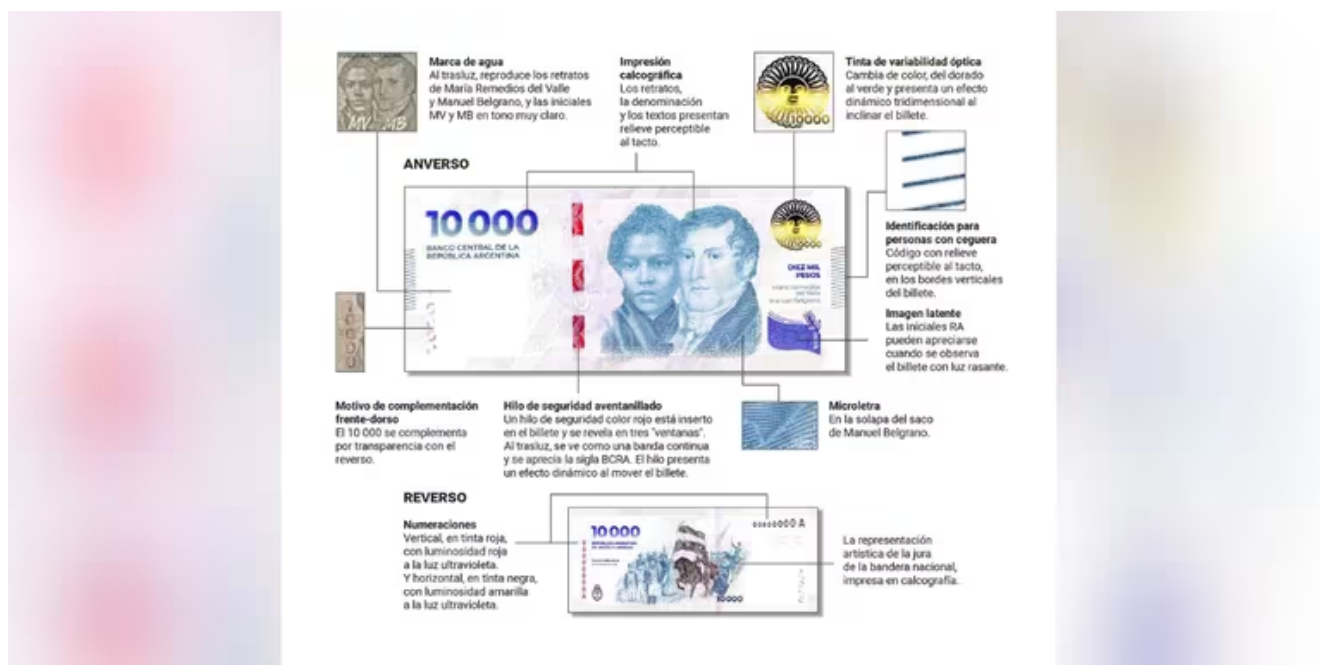 Marca de agua
Al trasluz, reproduce los retratos
de María Remedios del Valle
y Manuel Belgrano, y las iniciales
MV y MB en tono muy claro.
MV MB
Impresión
calcográfica
Los retratos,
la denominación
y los textos presentan
relieve perceptible
al tacto.
10000
Tinta de variabilidad óptica
Cambia de color, del dorado
al verde y presenta un efecto
dinámico tridimensional al
inclinar el billete.
ANVERSO
10 000
BANCO CENTRAL DE LA
REPÚBLICA ARGENTINA
10000
DIEZ MIL
PESOS
Identificación para
personas con ceguera
Código con relieve
perceptible al tacto,
en los bordes verticales
del billete.
Imagen latente
Las iniciales RA
pueden apreciarse
cuando se observa
el billete con luz rasante.
10000
Motivo de complementación
frente-dorso
El 10 000 se complementa
por transparencia con el
reverso.
Hilo de seguridad aventanillado
Un hilo de seguridad color rojo está inserto
en el billete y se revela en tres "ventanas".
Al trasluz, se ve como una banda continua
y se aprecia la sigla BCRA. El hilo presenta
un efecto dinámico al mover el billete.
Microletra
En la solapa del saco
de Manuel Belgrano.
REVERSO
Numeraciones
Vertical, en tinta roja,
con luminosidad roja
a la luz ultravioleta.
Y horizontal, en tinta negra,
con luminosidad amarilla
a la luz ultravioleta.
10 000
00000000 A
10000
La representación
artística de la jura
de la bandera nacional,
impresa en calcografía.